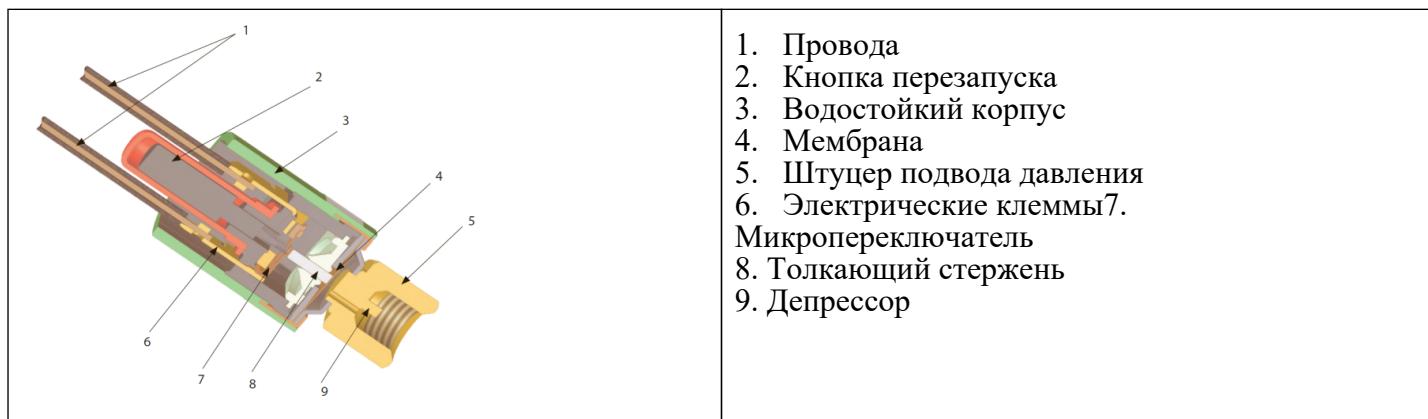 1
2
3
4
5
6
7
8
9
1. Провода
2. Кнопка перезапуска
3. Водостойкий корпус
4. Мембрана
5. Штуцер подвода давления
6. Электрические клеммы7.
Микропереключатель
8. Толкающий стержень
9. Депрессор